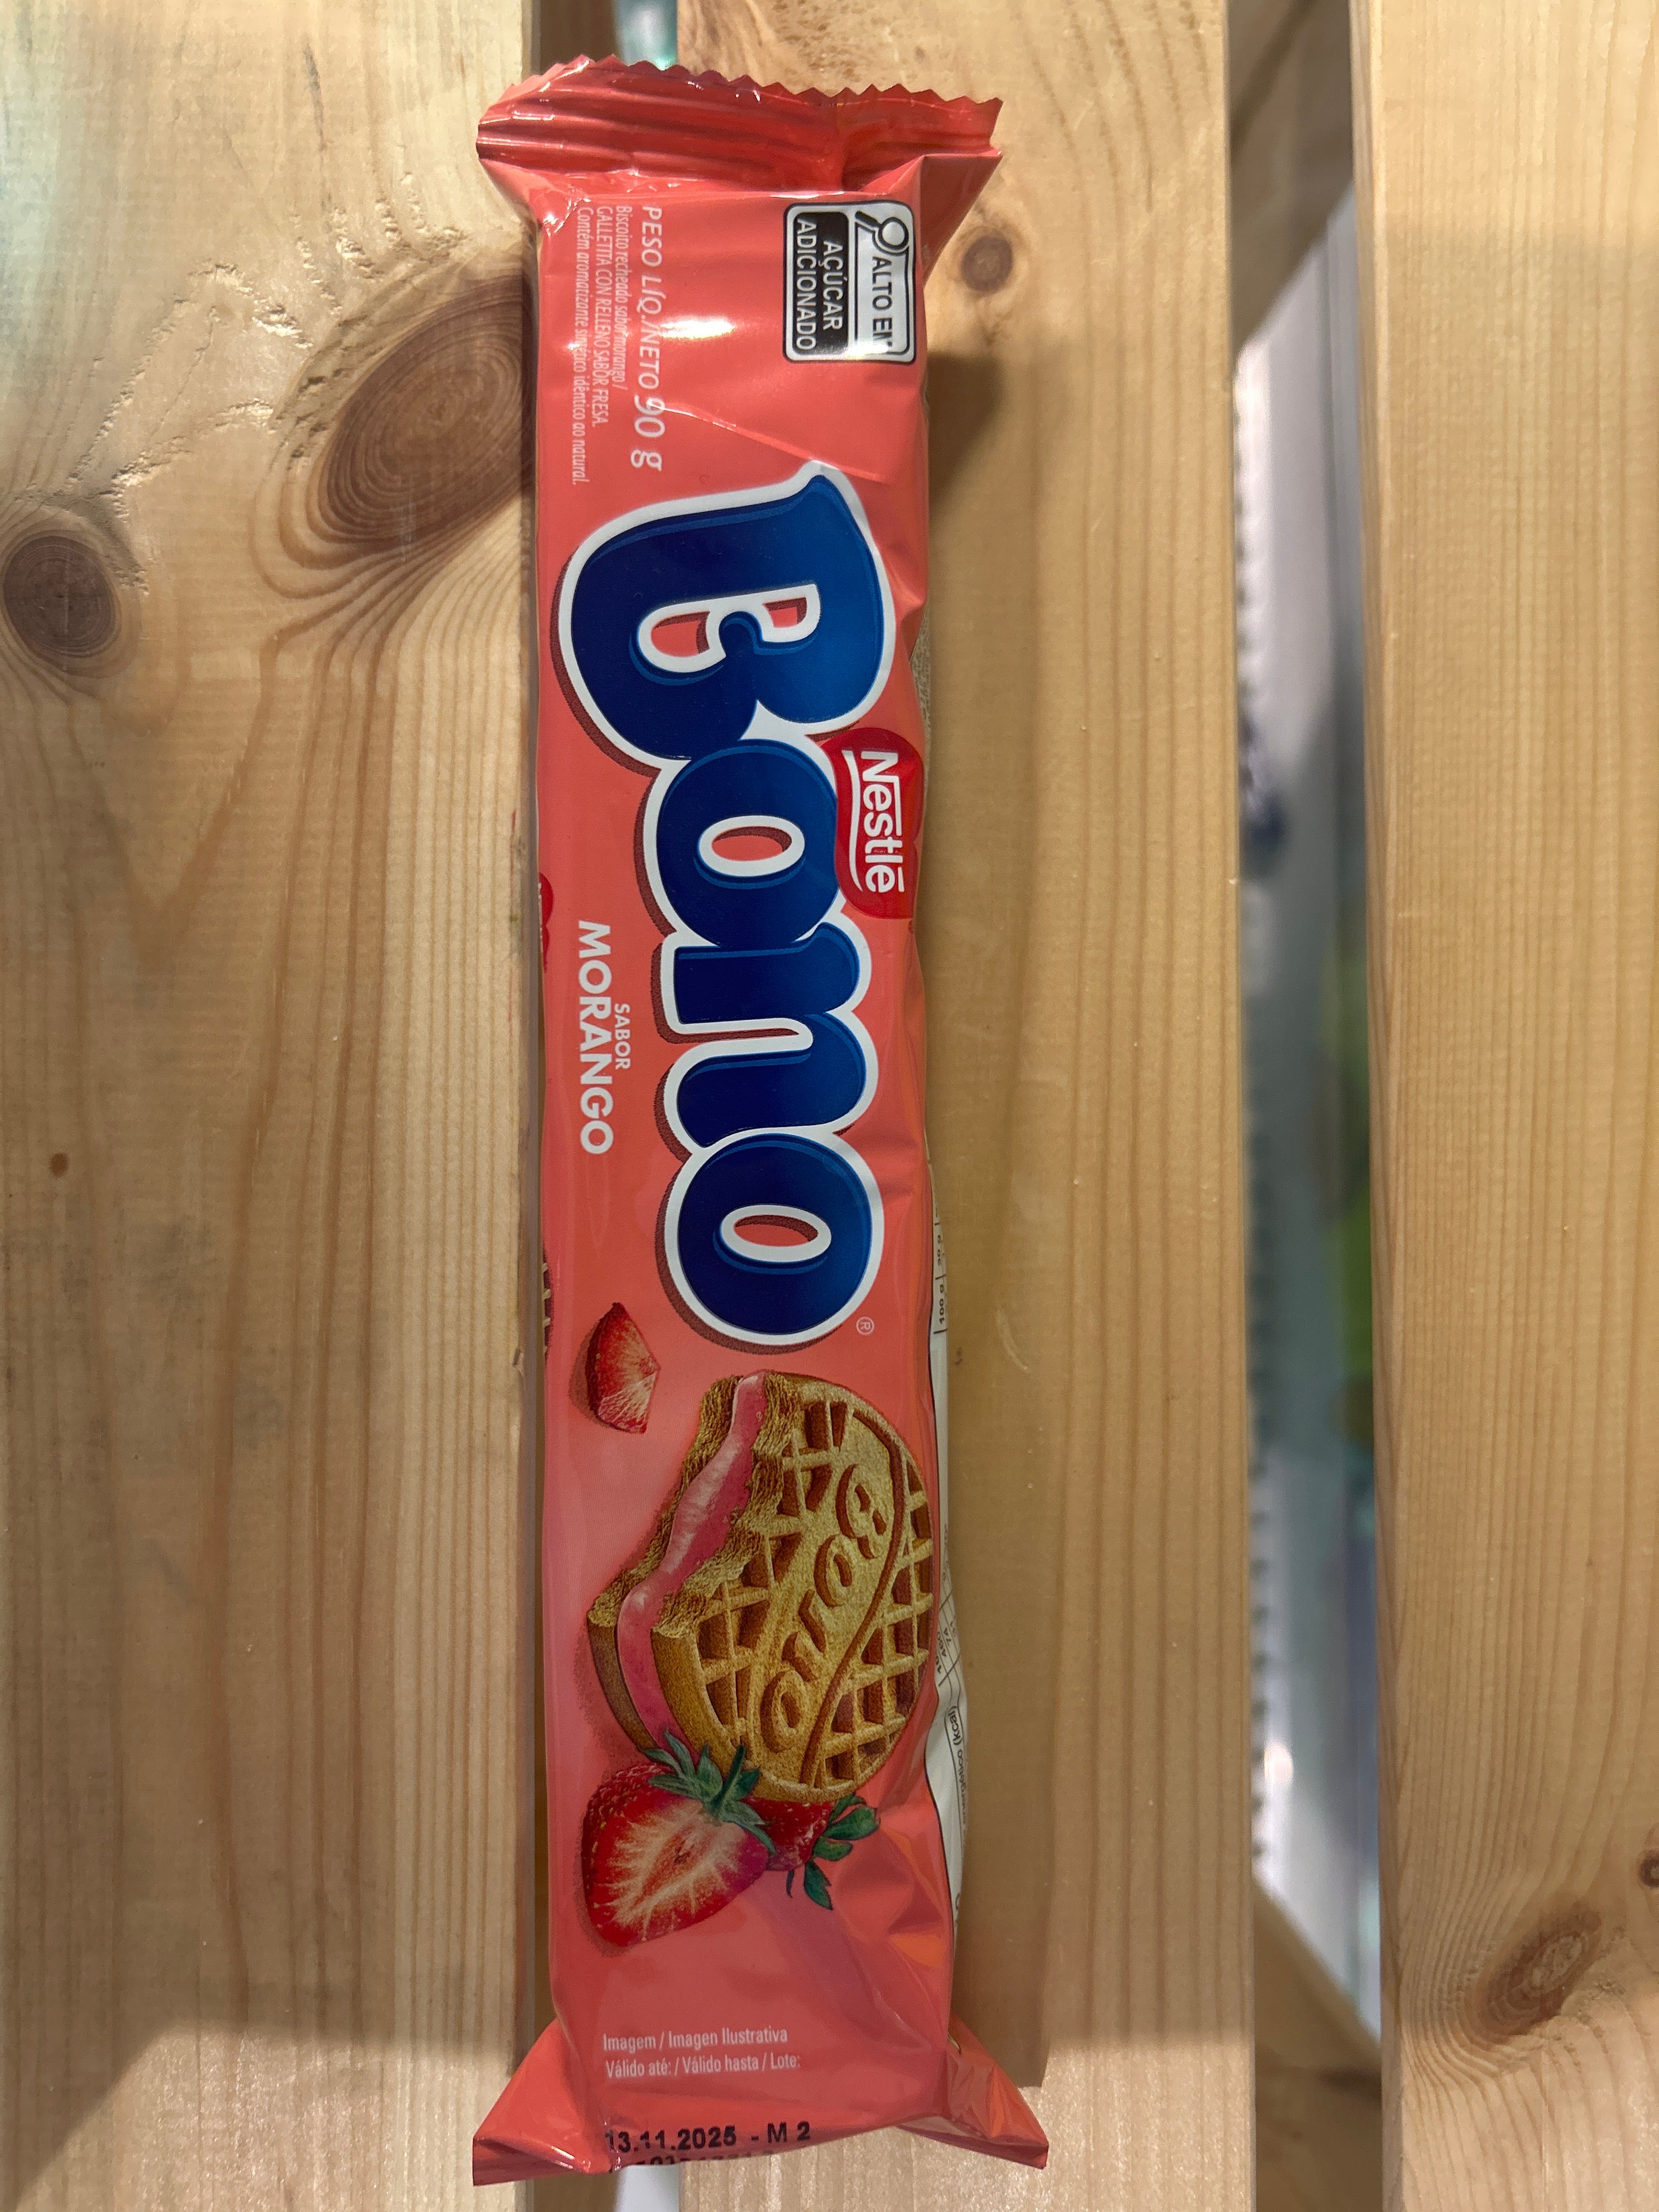 ALTO EM
AÇÚCAR
ADICIONADO
PESO LÍQ./NETO 90 g
Biscoito recheado sabor morango /
GALLETITA CON RELLENO SABOR FRESA.
Contém aromatizante sintético idêntico ao natural.
Nestlé
Bono®
SABOR
MORANGO
BONO
Imagem / Imagen Ilustrativa
Válido até: / Válido hasta / Lote:
13.11.2025 - M 2
100 g
(kcal)